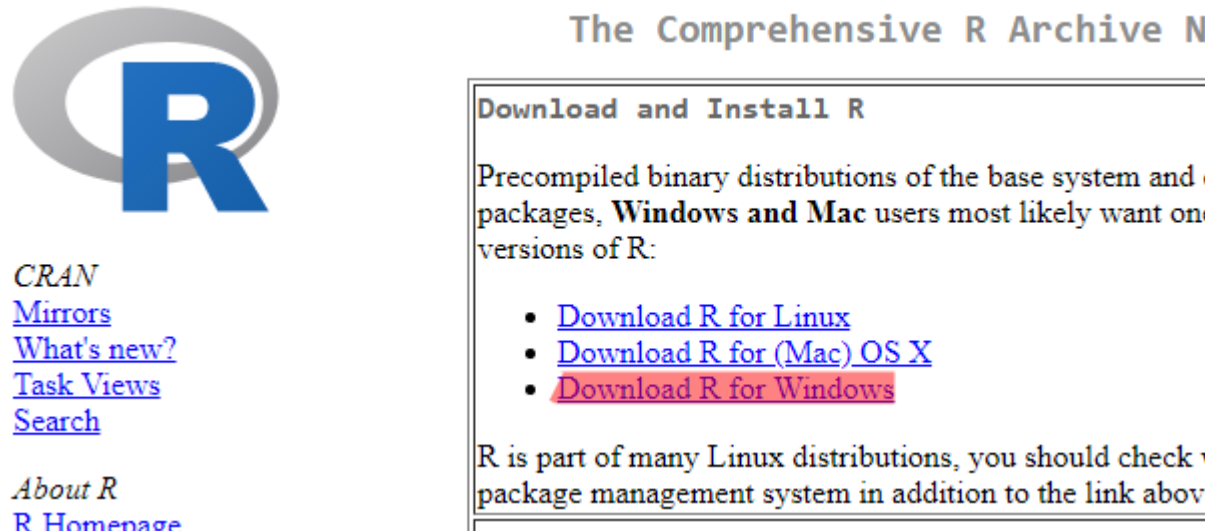 R
The Comprehensive R Archive N
CRAN
Mirrors
What's new?
Task Views
Search
About R
R Homepage
Download and Install R
Precompiled binary distributions of the base system and
packages, Windows and Mac users most likely want one
versions of R:
Download R for Linux
Download R for (Mac) OS X
Download R for Windows
R is part of many Linux distributions, you should check
package management system in addition to the link abov